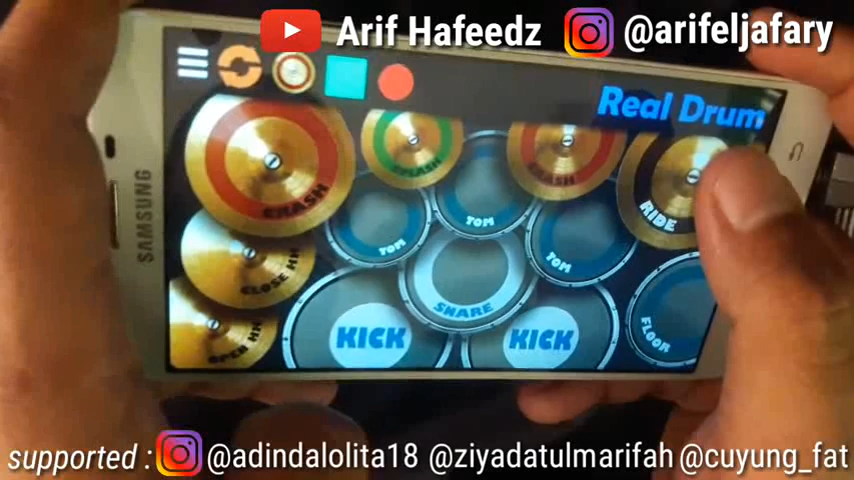 Arif Hafeedz @arifeljafary
Real Drum
SAMSUNG
CRASH
SPLASH
CRASH
RIDE
TOM
TOM
TOM
CLOSE HH
SNARE
OPEN HH
KICK
KICK
FLOOR
supported : @adindalolita18 @ziyadatulmarifah @cuyung_fat